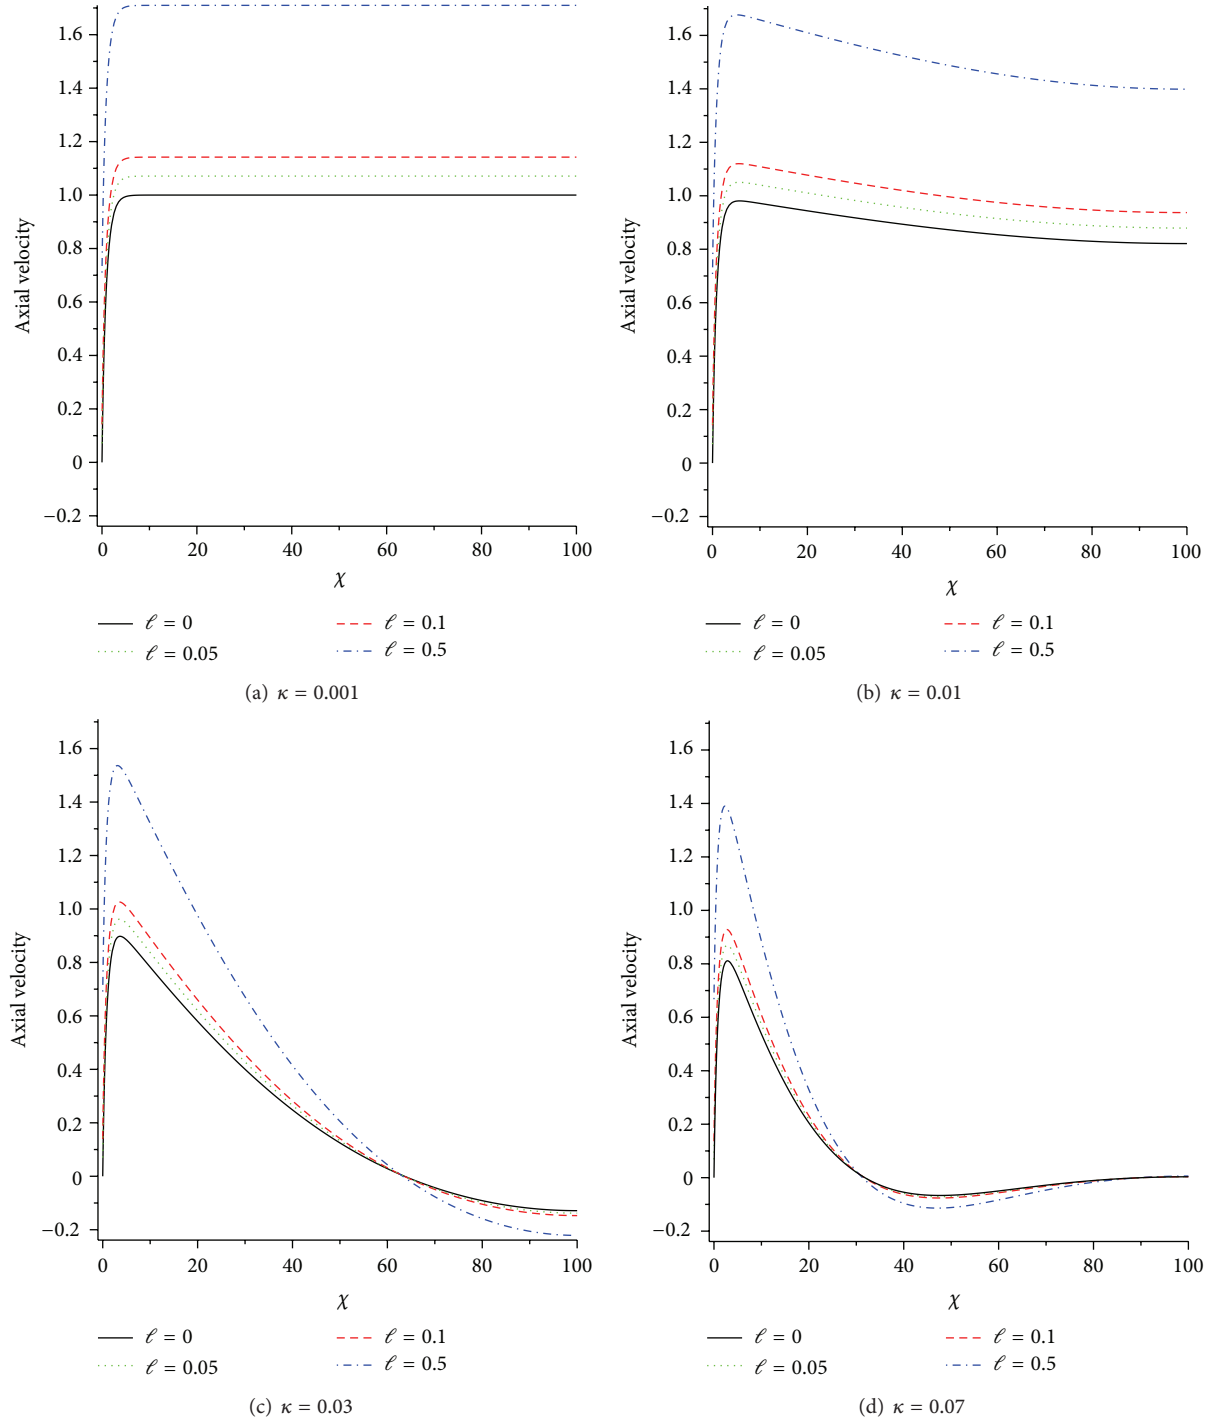 1.6
1.4
1.2
1.0
0.8
0.6
0.4
0.2
0
−0.2
Axial velocity
0 20 40 60 80 100
χ
ℓ = 0
ℓ = 0.1
ℓ = 0.05
ℓ = 0.5
(a) κ = 0.001
1.6
1.4
1.2
1.0
0.8
0.6
0.4
0.2
0
−0.2
Axial velocity
0 20 40 60 80 100
χ
ℓ = 0
ℓ = 0.1
ℓ = 0.05
ℓ = 0.5
(b) κ = 0.01
1.6
1.4
1.2
1.0
0.8
0.6
0.4
0.2
0
−0.2
Axial velocity
0 20 40 60 80 100
χ
ℓ = 0
ℓ = 0.1
ℓ = 0.05
ℓ = 0.5
(c) κ = 0.03
1.6
1.4
1.2
1.0
0.8
0.6
0.4
0.2
0
−0.2
Axial velocity
0 20 40 60 80 100
χ
ℓ = 0
ℓ = 0.1
ℓ = 0.05
ℓ = 0.5
(d) κ = 0.07